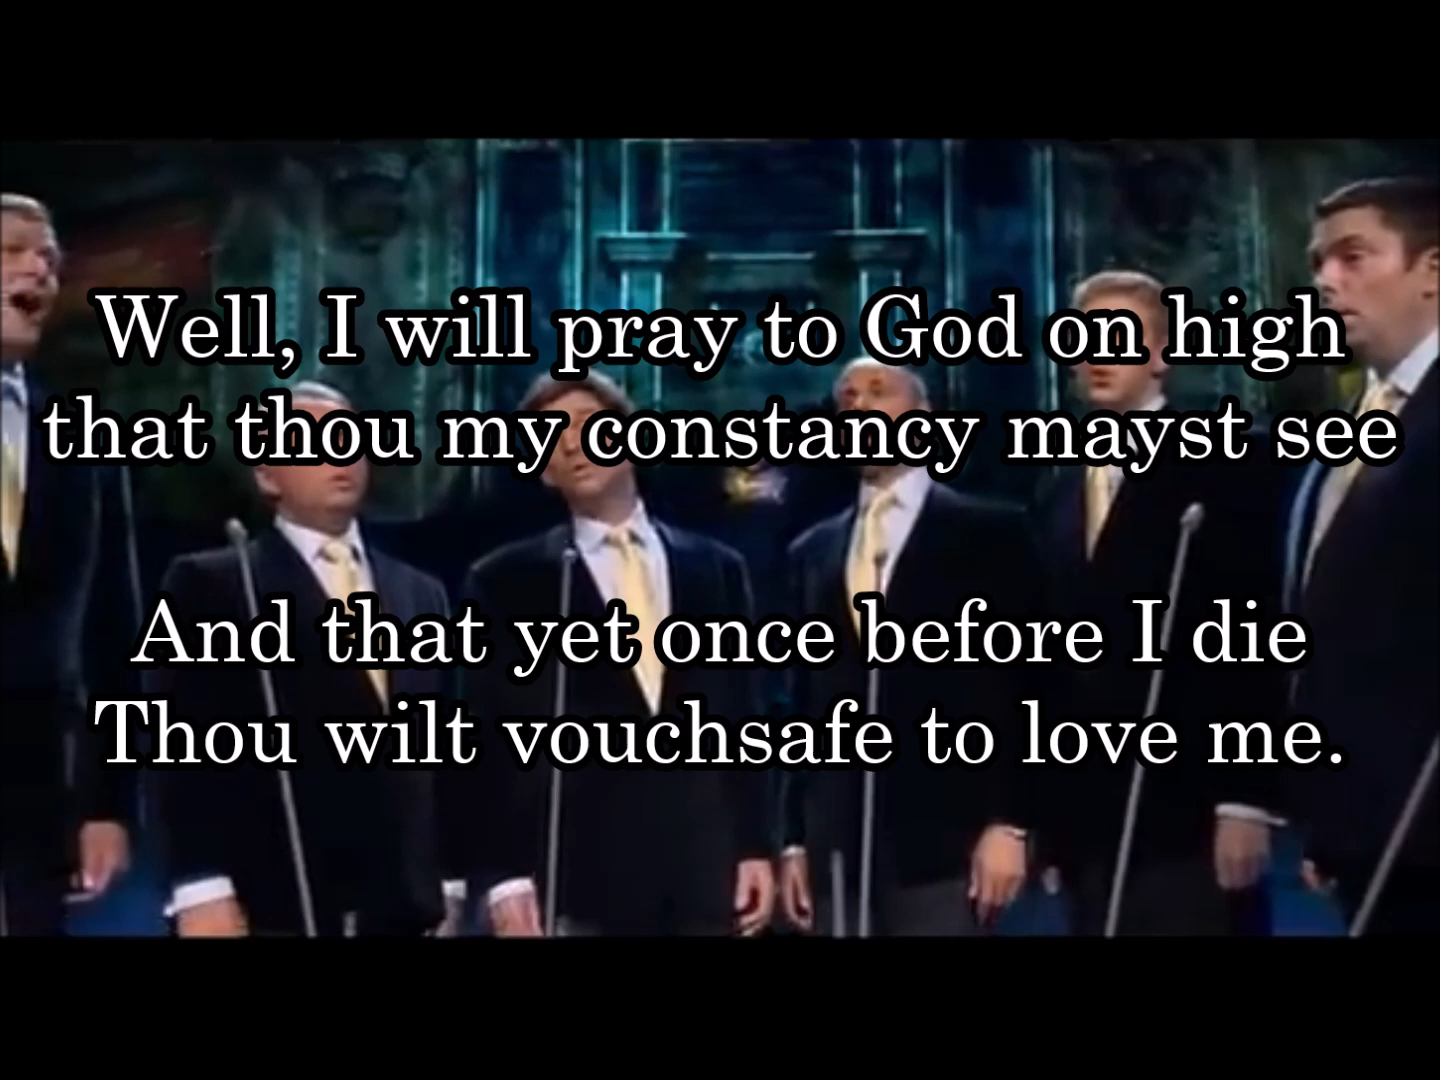 Well, I will pray to God on high
that thou my constancy mayst see
And that yet once before I die
Thou wilt vouchsafe to love me.